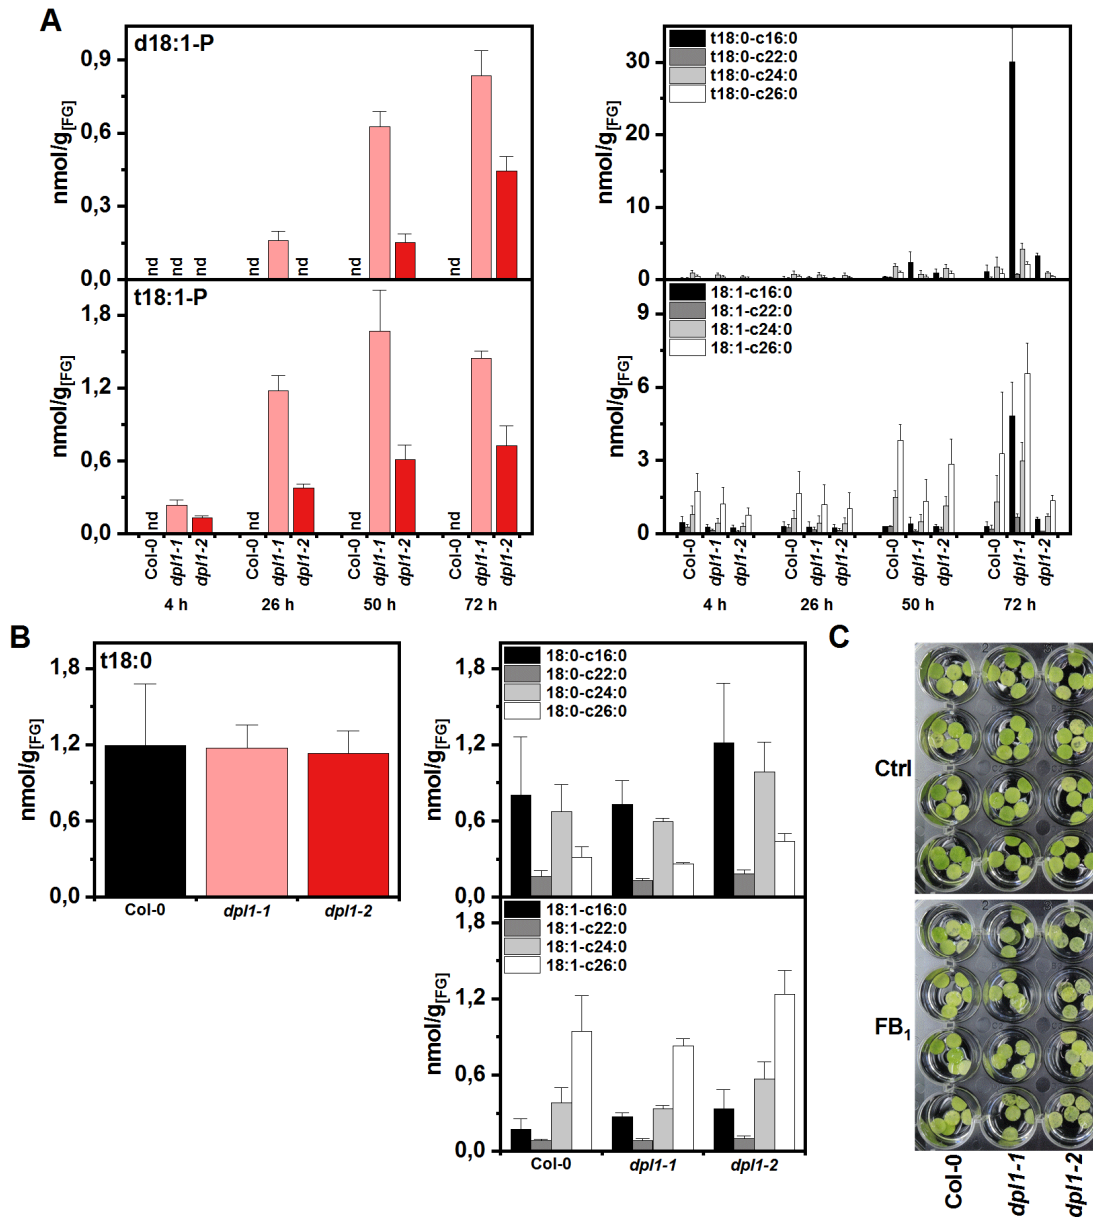 A
d18:1-P
nmol/g[FG]
0,9
0,6
0,3
0,0
nd nd nd nd nd nd nd
t18:1-P
nmol/g[FG]
1,8
1,2
0,6
0,0
nd nd nd nd
Col-0 dpl1-1 dpl1-2 Col-0 dpl1-1 dpl1-2 Col-0 dpl1-1 dpl1-2 Col-0 dpl1-1 dpl1-2
4 h 26 h 50 h 72 h
t18:0-c16:0
t18:0-c22:0
t18:0-c24:0
t18:0-c26:0
nmol/g[FG]
30
20
10
0
18:1-c16:0
18:1-c22:0
18:1-c24:0
18:1-c26:0
nmol/g[FG]
9
6
3
0
Col-0 dpl1-1 dpl1-2 Col-0 dpl1-1 dpl1-2 Col-0 dpl1-1 dpl1-2 Col-0 dpl1-1 dpl1-2
4 h 26 h 50 h 72 h
B
t18:0
nmol/g[FG]
1,8
1,2
0,6
0,0
Col-0 dpl1-1 dpl1-2
18:0-c16:0
18:0-c22:0
18:0-c24:0
18:0-c26:0
nmol/g[FG]
1,8
1,2
0,6
0,0
18:1-c16:0
18:1-c22:0
18:1-c24:0
18:1-c26:0
nmol/g[FG]
1,8
1,2
0,6
0,0
Col-0 dpl1-1 dpl1-2
C
Ctrl
FB1
Col-0 dpl1-1 dpl1-2